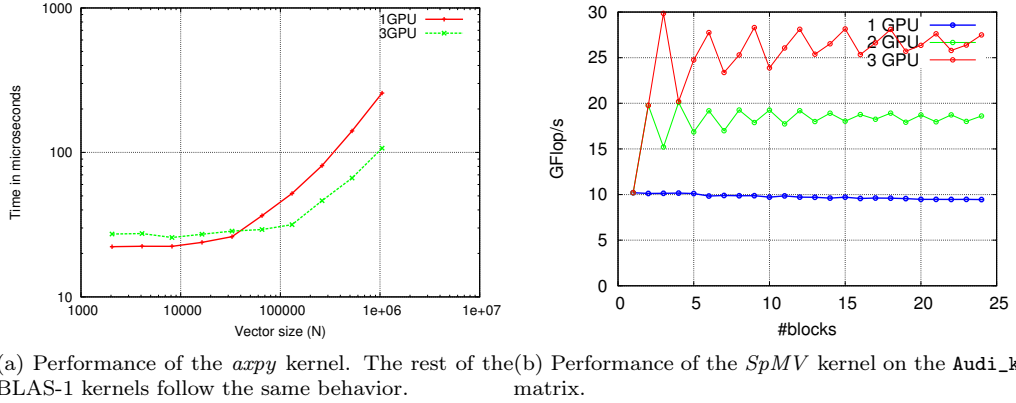 1000
100
10
1000
10000
100000
1e+06
1e+07
Time in microseconds
Vector size (N)
1GPU
3GPU
30
25
20
15
10
5
0
0
5
10
15
20
25
GFlop/s
#blocks
1 GPU
2 GPU
3 GPU
(a) Performance of the axpy kernel. The rest of the
BLAS-1 kernels follow the same behavior.
(b) Performance of the SpMV kernel on the Audi_k
matrix.